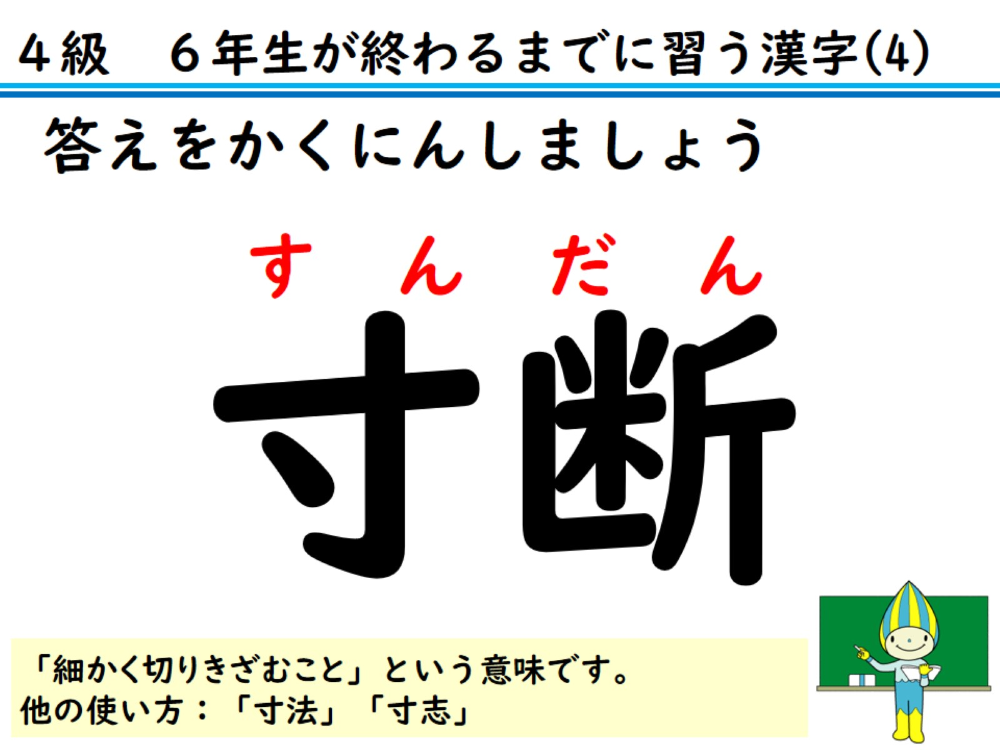 ４級　６年生が終わるまでに習う漢字(4)
答えをかくにんしましょう
すんだん
寸断
「細かく切りきざむこと」という意味です。
他の使い方：「寸法」「寸志」